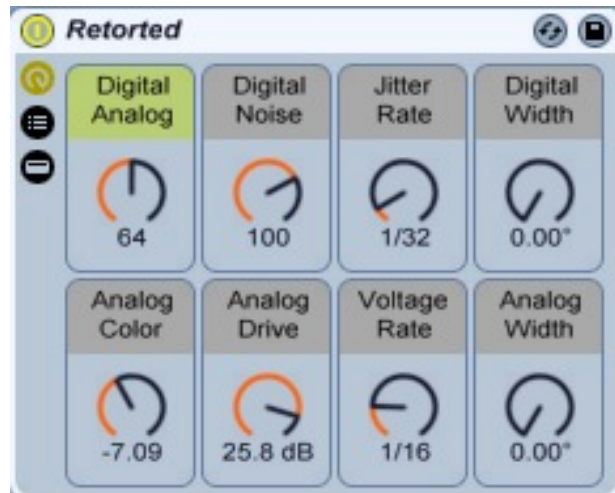 Retorted
Digital
Analog
64
Digital
Noise
100
Jitter
Rate
1/32
Digital
Width
0.00°
Analog
Color
-7.09
Analog
Drive
25.8 dB
Voltage
Rate
1/16
Analog
Width
0.00°